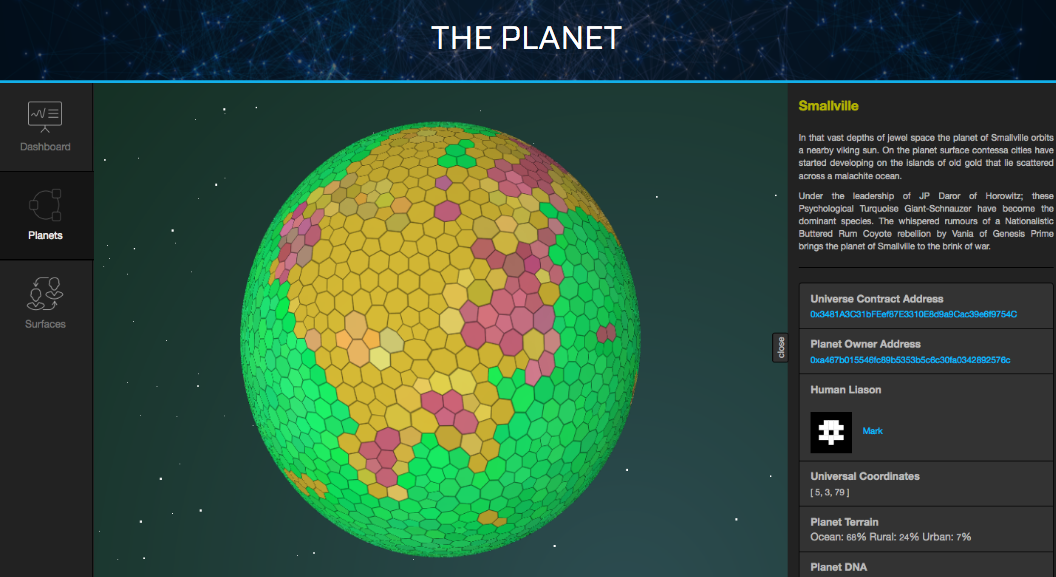 THE PLANET
Dashboard
Planets
Surfaces
close
Smallville
In that vast depths of jewel space the planet of Smallville orbits
a nearby viking sun. On the planet surface contessa cities have
started developing on the islands of old gold that lie scattered
across a malachite ocean.
Under the leadership of JP Daror of Horowitz; these
Psychological Turquoise Giant-Schnauzer have become the
dominant species. The whispered rumours of a Nationalistic
Buttered Rum Coyote rebellion by Vania of Genesis Prime
brings the planet of Smallville to the brink of war.
Universe Contract Address
Planet Owner Address
Human Liason
Mark
Universal Coordinates
[ 5, 3, 79 ]
Planet Terrain
Ocean: 68% Rural: 24% Urban: 7%
Planet DNA